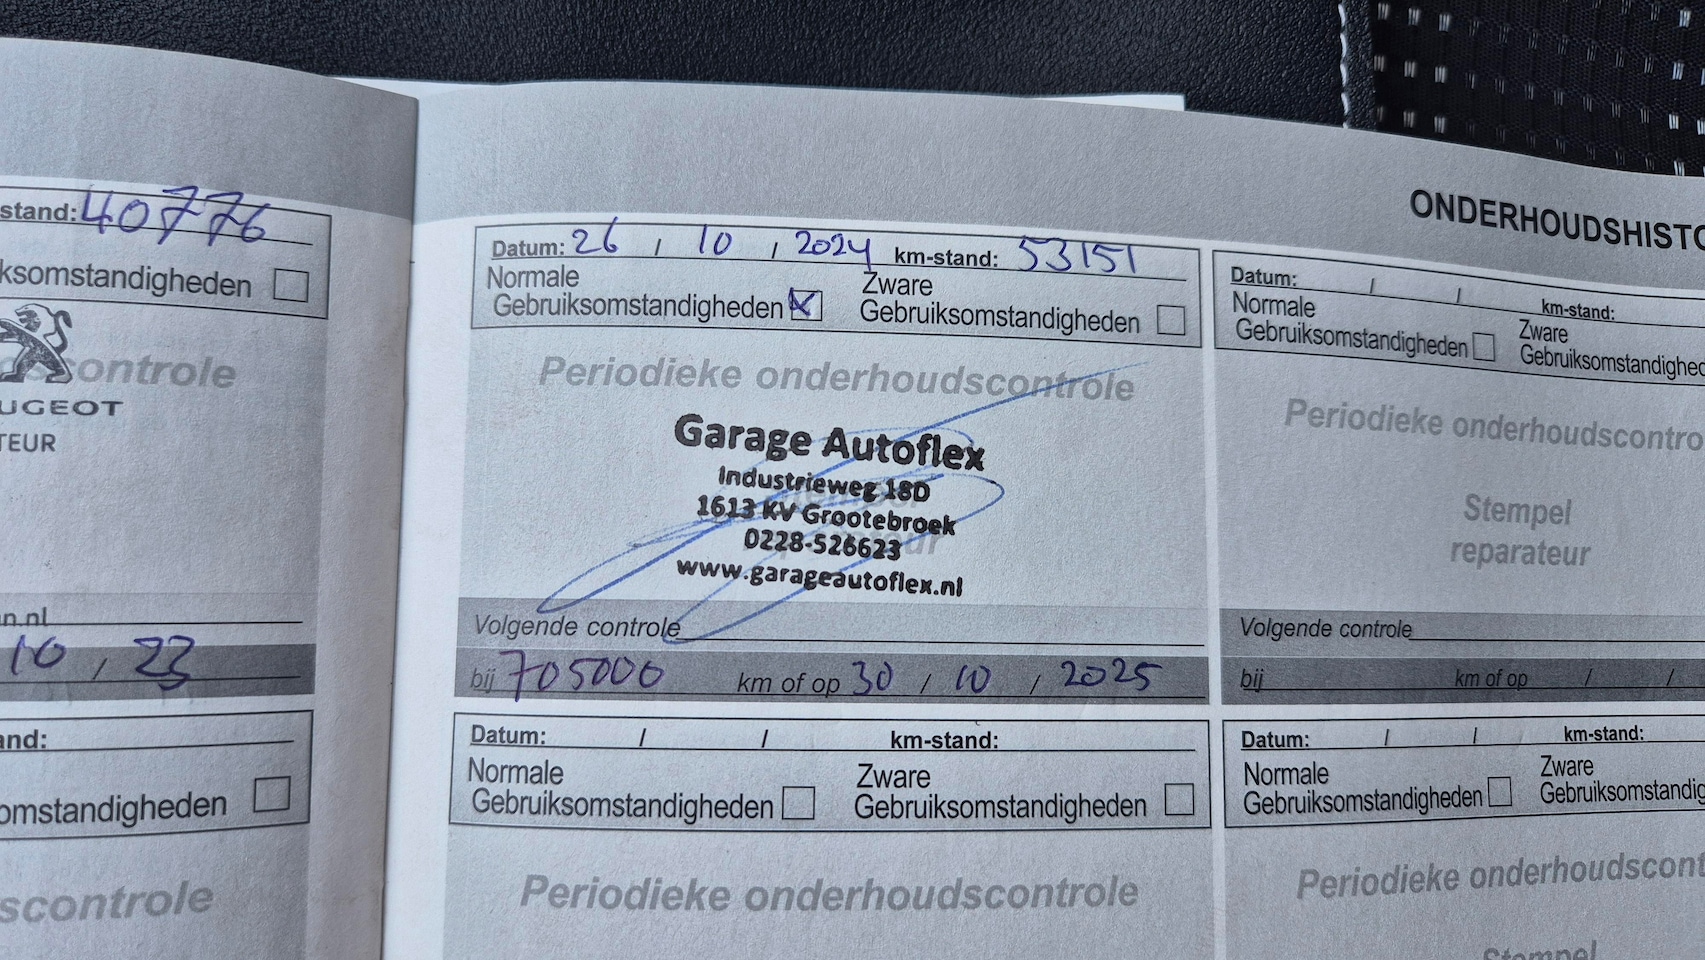 ONDERHOUDSHISTO
stand: 40776
ksomstandigheden
controle
UGEOT
TEUR
an.nl
10 / 23
and:
omstandigheden
scontrole
Datum: 26 / 10 / 2024 km-stand: 53151
Normale Zware
Gebruiksomstandigheden Gebruiksomstandigheden
Periodieke onderhoudscontrole
Garage Autoflex
Industrieweg 18D
1613 KV Grootebroek
0228-526623
www.garageautoflex.nl
Volgende controle
bij 705000 km of op 30 / 10 / 2025
Datum: / / km-stand:
Normale Zware
Gebruiksomstandigheden Gebruiksomstandigheden
Periodieke onderhoudscontrole
Datum: / / km-stand:
Normale Zware
Gebruiksomstandigheden Gebruiksomstandighed
Periodieke onderhoudscontro
Stempel
reparateur
Volgende controle
bij km of op / /
Datum: / / km-stand:
Normale Zware
Gebruiksomstandigheden Gebruiksomstandig
Periodieke onderhoudscont
Stempel